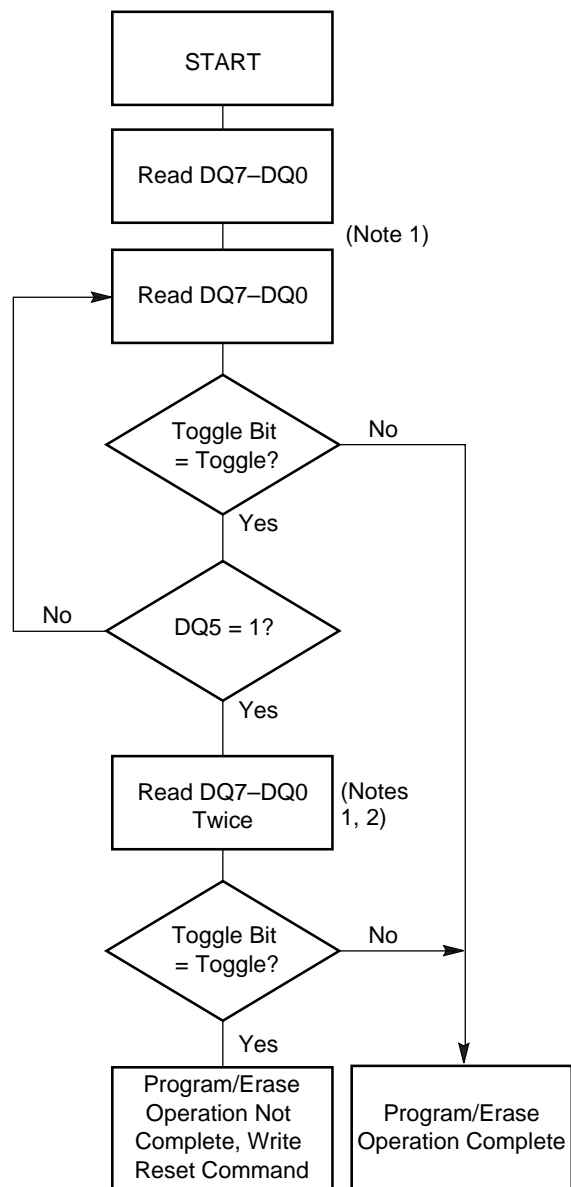 START
Read DQ7–DQ0
(Note 1)
Read DQ7–DQ0
Toggle Bit
= Toggle?
No
Yes
No
DQ5 = 1?
Yes
Read DQ7–DQ0
Twice
(Notes
1, 2)
Toggle Bit
= Toggle?
No
Yes
Program/Erase
Operation Not
Complete, Write
Reset Command
Program/Erase
Operation Complete